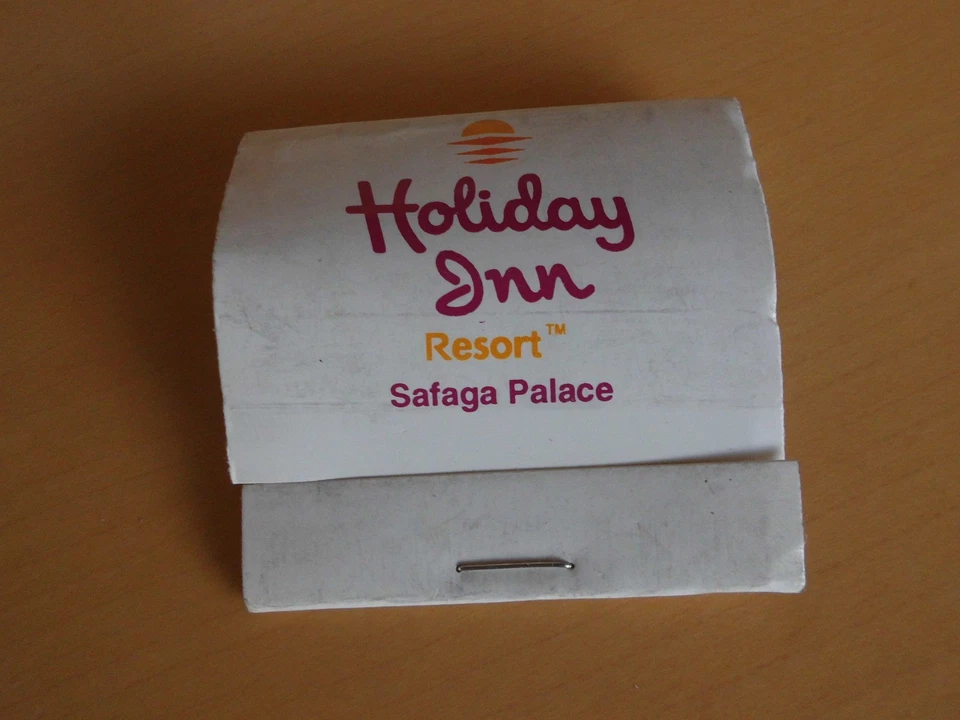 Holiday
Inn
Resort™
Safaga Palace